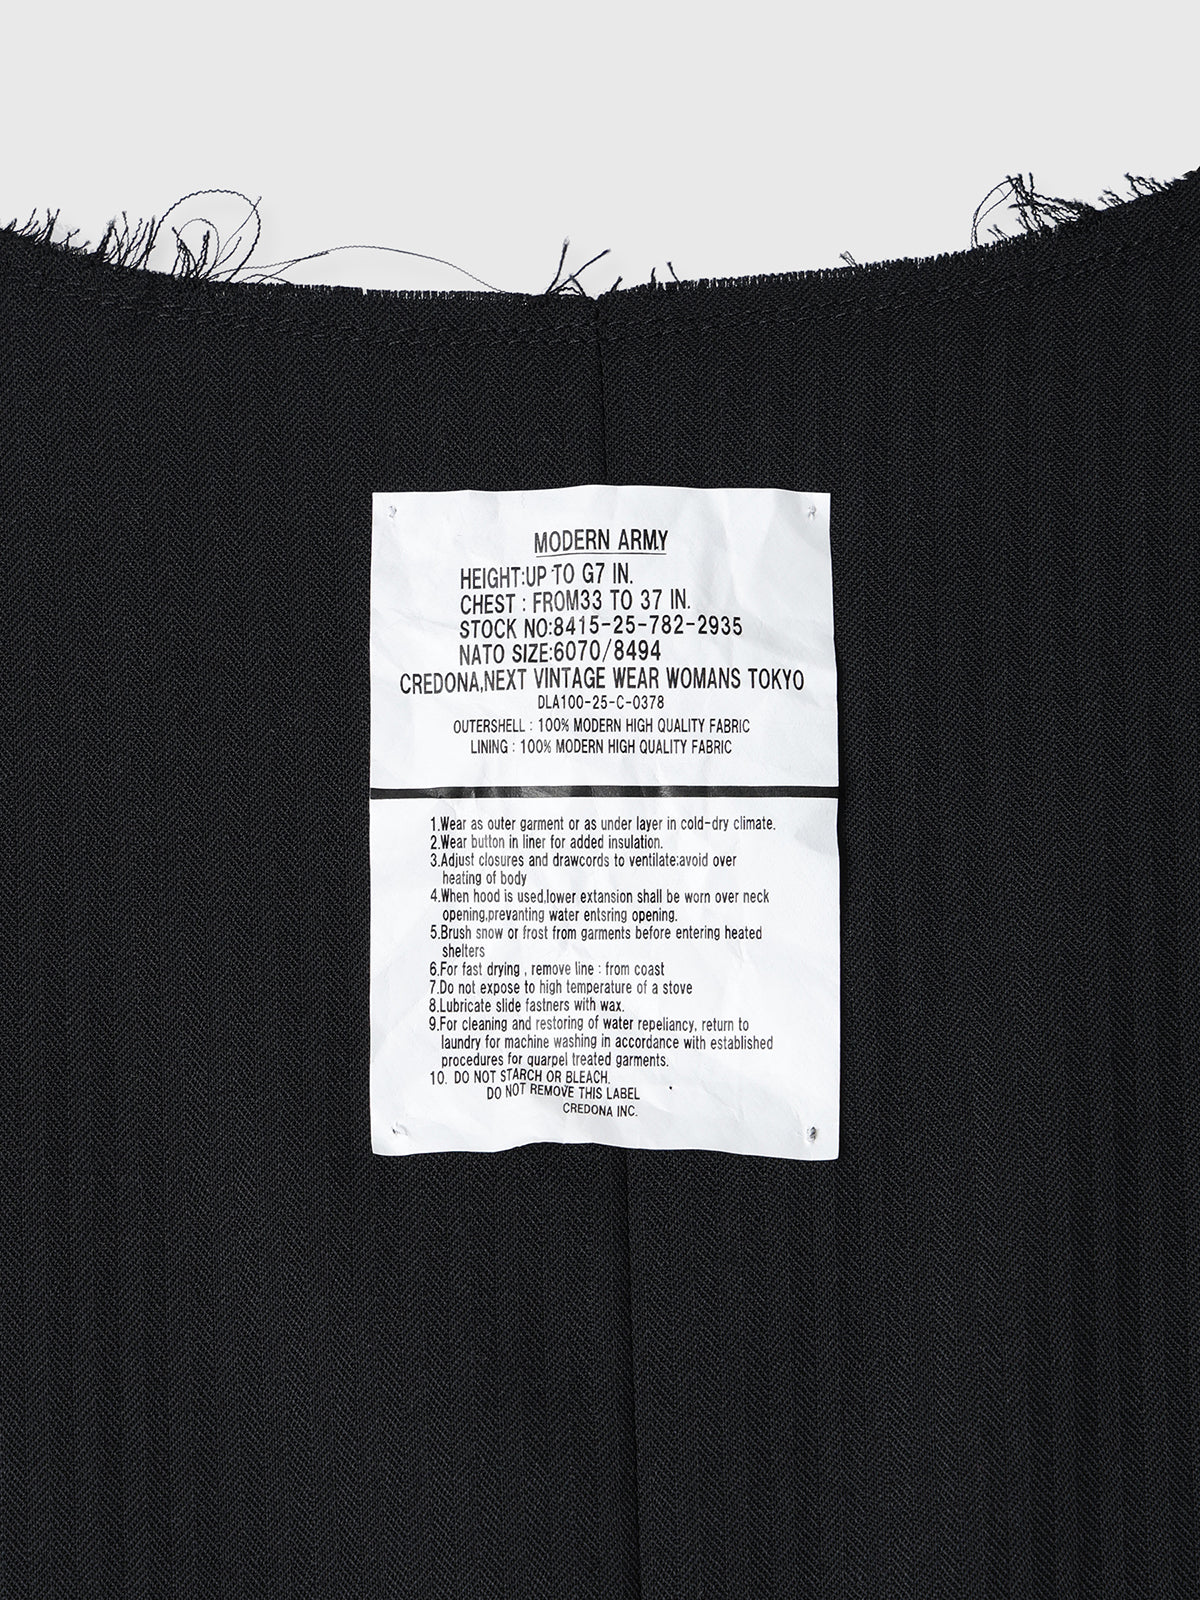 MODERN ARMY
HEIGHT:UP TO G7 IN.
CHEST : FROM33 TO 37 IN.
STOCK NO:8415-25-782-2935
NATO SIZE:6070/8494
CREDONA,NEXT VINTAGE WEAR WOMANS TOKYO
DLA100-25-C-0378
OUTERSHELL : 100% MODERN HIGH QUALITY FABRIC
LINING : 100% MODERN HIGH QUALITY FABRIC
1.Wear as outer garment or as under layer in cold-dry climate.
2.Wear button in liner for added insulation.
3.Adjust closures and drawcords to ventilate:avoid over
heating of body
4.When hood is used,lower extansion shall be worn over neck
opening,prevanting water entsring opening.
5.Brush snow or frost from garments before entering heated
shelters
6.For fast drying , remove line : from coast
7.Do not expose to high temperature of a stove
8.Lubricate slide fastners with wax.
9.For cleaning and restoring of water repeliancy, return to
laundry for machine washing in accordance with established
procedures for quarpel treated garments.
10. DO NOT STARCH OR BLEACH.
DO NOT REMOVE THIS LABEL
CREDONA INC.